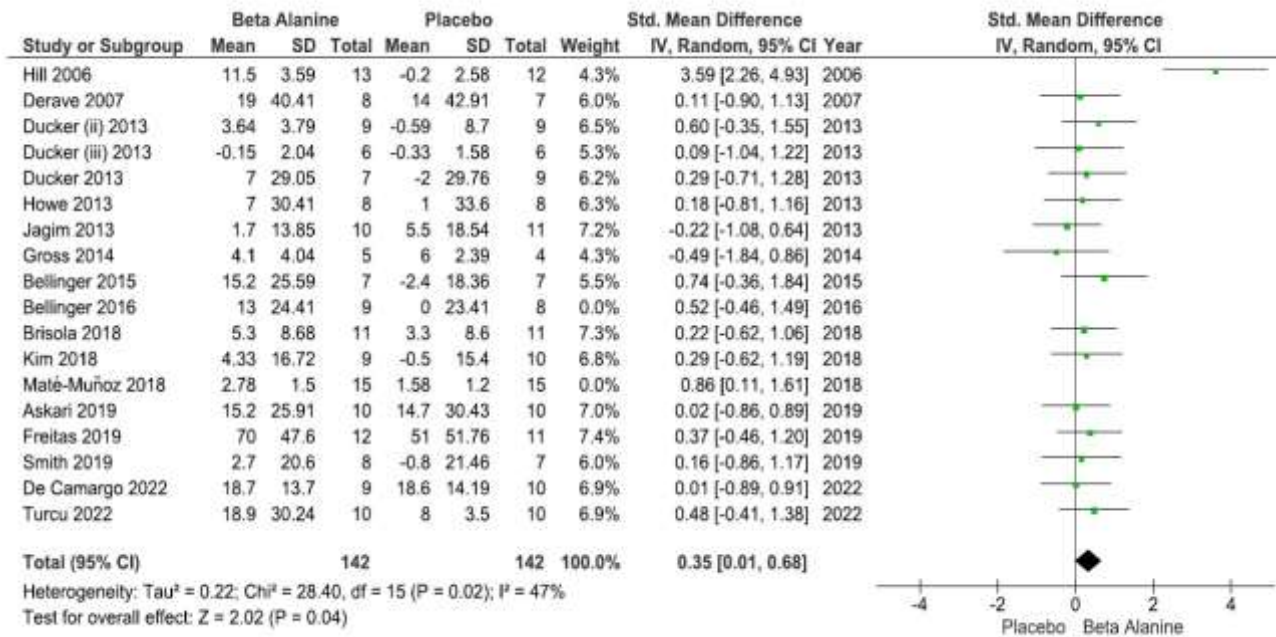 Beta Alanine Placebo Std. Mean Difference Std. Mean Difference
Study or Subgroup Mean SD Total Mean SD Total Weight IV, Random, 95% CI Year IV, Random, 95% CI
Hill 2006 11.5 3.59 13 -0.2 2.58 12 4.3% 3.59 [2.26, 4.93] 2006
Derave 2007 19 40.41 8 14 42.91 7 6.0% 0.11 [-0.90, 1.13] 2007
Ducker (ii) 2013 3.64 3.79 9 -0.59 8.7 9 6.5% 0.60 [-0.35, 1.55] 2013
Ducker (iii) 2013 -0.15 2.04 6 -0.33 1.58 6 5.3% 0.09 [-1.04, 1.22] 2013
Ducker 2013 7 29.05 7 -2 29.76 9 6.2% 0.29 [-0.71, 1.28] 2013
Howe 2013 7 30.41 8 1 33.6 8 6.3% 0.18 [-0.81, 1.16] 2013
Jagim 2013 1.7 13.85 10 5.5 18.54 11 7.2% -0.22 [-1.08, 0.64] 2013
Gross 2014 4.1 4.04 5 6 2.39 4 4.3% -0.49 [-1.84, 0.86] 2014
Bellinger 2015 15.2 25.59 7 -2.4 18.36 7 5.5% 0.74 [-0.36, 1.84] 2015
Bellinger 2016 13 24.41 9 0 23.41 8 0.0% 0.52 [-0.46, 1.49] 2016
Brisola 2018 5.3 8.68 11 3.3 8.6 11 7.3% 0.22 [-0.62, 1.06] 2018
Kim 2018 4.33 16.72 9 -0.5 15.4 10 6.8% 0.29 [-0.62, 1.19] 2018
Maté-Muñoz 2018 2.78 1.5 15 1.58 1.2 15 0.0% 0.86 [0.11, 1.61] 2018
Askari 2019 15.2 25.91 10 14.7 30.43 10 7.0% 0.02 [-0.86, 0.89] 2019
Freitas 2019 70 47.6 12 51 51.76 11 7.4% 0.37 [-0.46, 1.20] 2019
Smith 2019 2.7 20.6 8 -0.8 21.46 7 6.0% 0.16 [-0.86, 1.17] 2019
De Camargo 2022 18.7 13.7 9 18.6 14.19 10 6.9% 0.01 [-0.89, 0.91] 2022
Turcu 2022 18.9 30.24 10 8 3.5 10 6.9% 0.48 [-0.41, 1.38] 2022
Total (95% CI) 142 142 100.0% 0.35 [0.01, 0.68]
Heterogeneity: Tau² = 0.22; Chi² = 28.40, df = 15 (P = 0.02); I² = 47%
Test for overall effect: Z = 2.02 (P = 0.04)
-4 -2 0 2 4
Placebo Beta Alanine